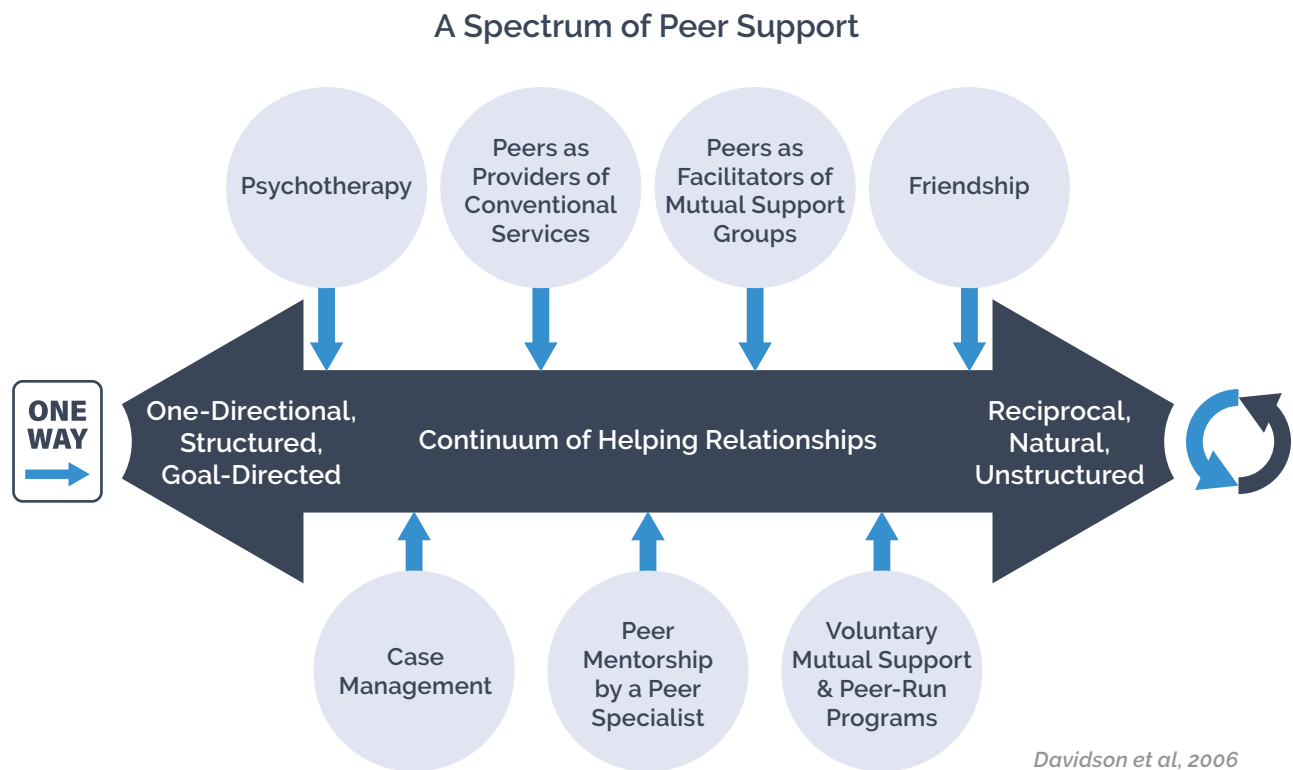 A Spectrum of Peer Support
Psychotherapy
Peers as
Providers of
Conventional
Services
Peers as
Facilitators of
Mutual Support
Groups
Friendship
ONE
WAY
One-Directional,
Structured,
Goal-Directed
Continuum of Helping Relationships
Reciprocal,
Natural,
Unstructured
Case
Management
Peer
Mentorship
by a Peer
Specialist
Voluntary
Mutual Support
& Peer-Run
Programs
Davidson et al, 2006